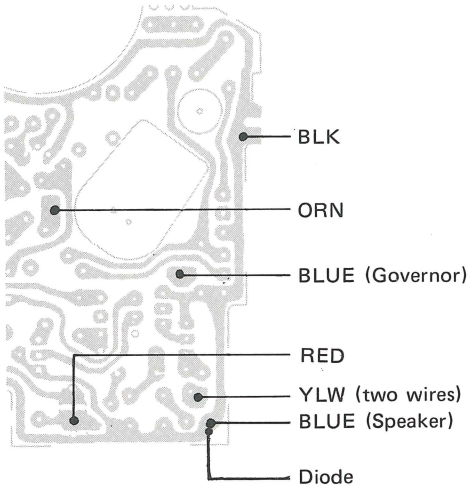 BLK
ORN
BLUE (Governor)
RED
YLW (two wires)
BLUE (Speaker)
Diode